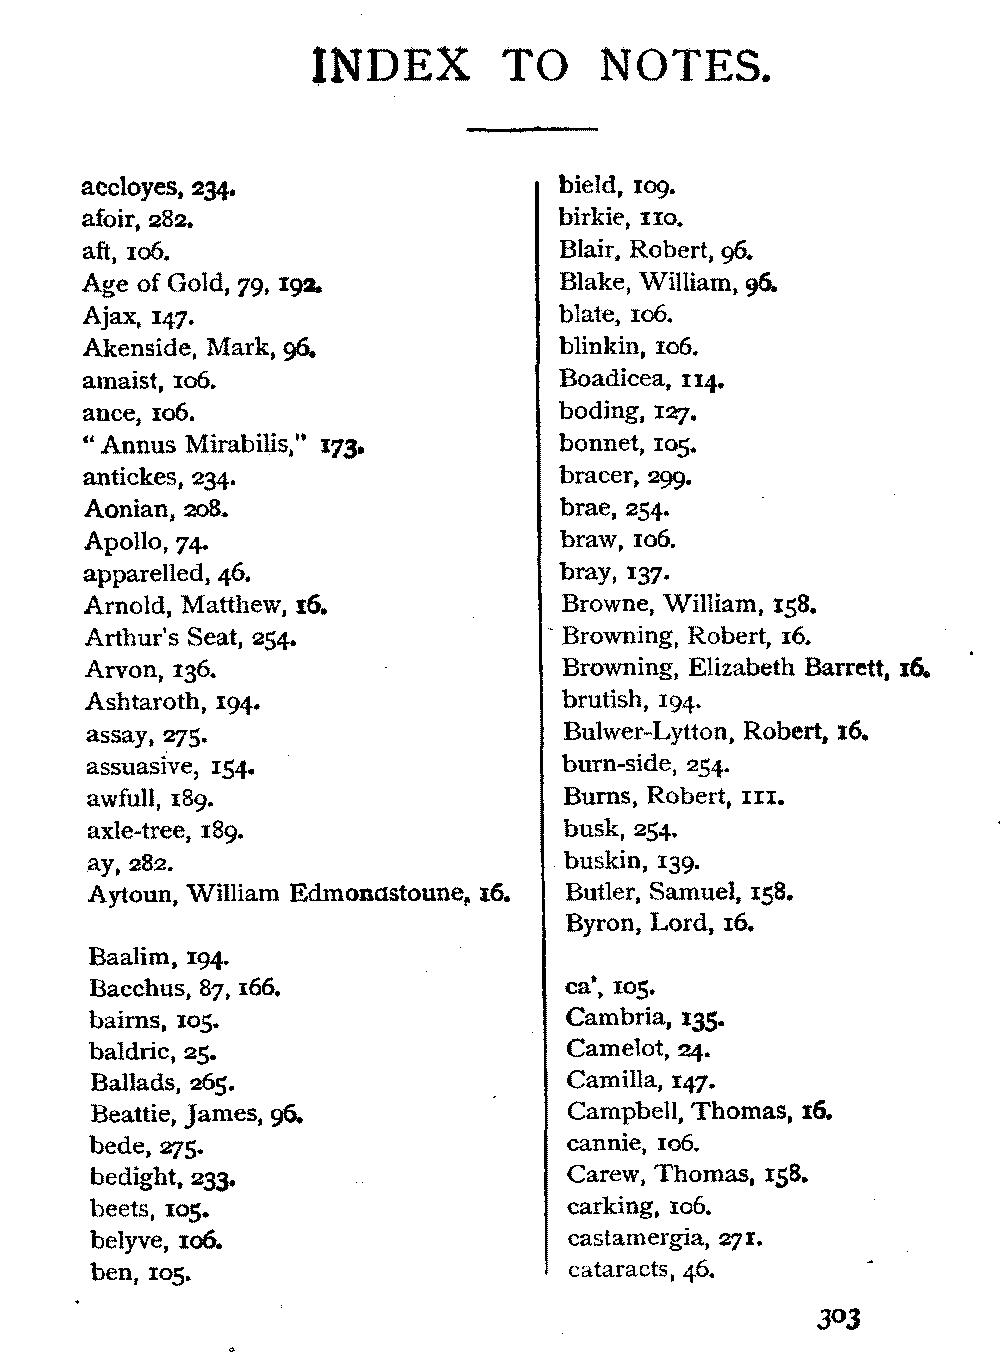 INDEX TO NOTES.
accloyes, 234.
afoir, 282.
aft, 106.
Age of Gold, 79, 192.
Ajax, 147.
Akenside, Mark, 96.
amaist, 106.
ance, 106.
“ Annus Mirabilis,” 173.
antickes, 234.
Aonian, 208.
Apollo, 74.
apparelled, 46.
Arnold, Matthew, 16.
Arthur's Seat, 254.
Arvon, 136.
Ashtaroth, 194.
assay, 275.
assuasive, 154.
awfull, 189.
axle-tree, 189.
ay, 282.
Aytoun, William Edmonastoune, 16.
Baalim, 194.
Bacchus, 87, 166.
bairns, 105.
baldric, 25.
Ballads, 265.
Beattie, James, 96.
bede, 275.
bedight, 233.
beets, 105.
belyve, 106.
ben, 105.
bield, 109.
birkie, 110.
Blair, Robert, 96.
Blake, William, 96.
blate, 106.
blinkin, 106.
Boadicea, 114.
boding, 127.
bonnet, 105.
bracer, 299.
brae, 254.
braw, 106.
bray, 137.
Browne, William, 158.
Browning, Robert, 16.
Browning, Elizabeth Barrett, 16.
brutish, 194.
Bulwer-Lytton, Robert, 16.
burn-side, 254.
Burns, Robert, 111.
busk, 254.
buskin, 139.
Butler, Samuel, 158.
Byron, Lord, 16.
ca', 105.
Cambria, 135.
Camelot, 24.
Camilla, 147.
Campbell, Thomas, 16.
cannie, 106.
Carew, Thomas, 158.
carking, 106.
castamergia, 271.
cataracts, 46.
303